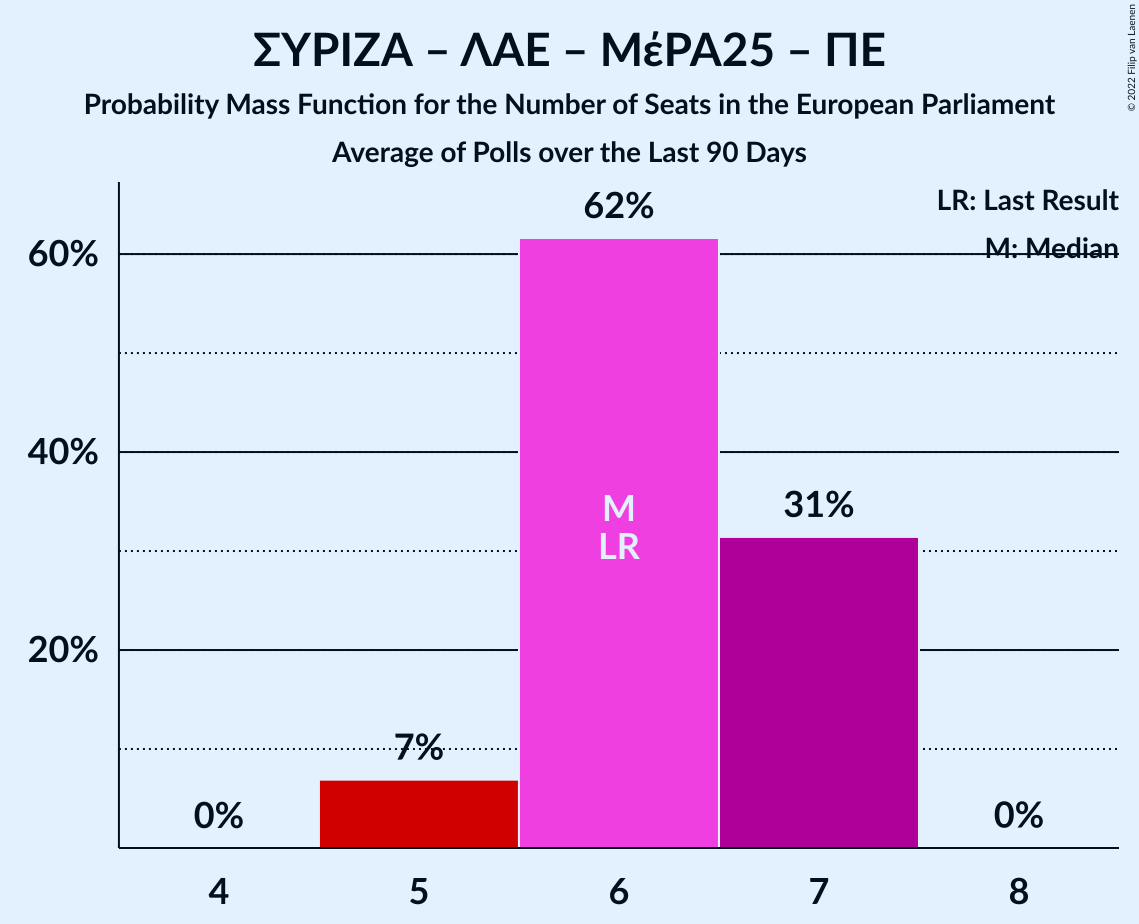 ΣΥΡΙΖΑ – ΛΑΕ – ΜέΡΑ25 – ΠΕ
Probability Mass Function for the Number of Seats in the European Parliament
Average of Polls over the Last 90 Days
© 2022 Filip van Laenen
LR: Last Result
M: Median
62%
60%
40%
31%
M
LR
20%
7%
0%
0%
4
5
6
7
8